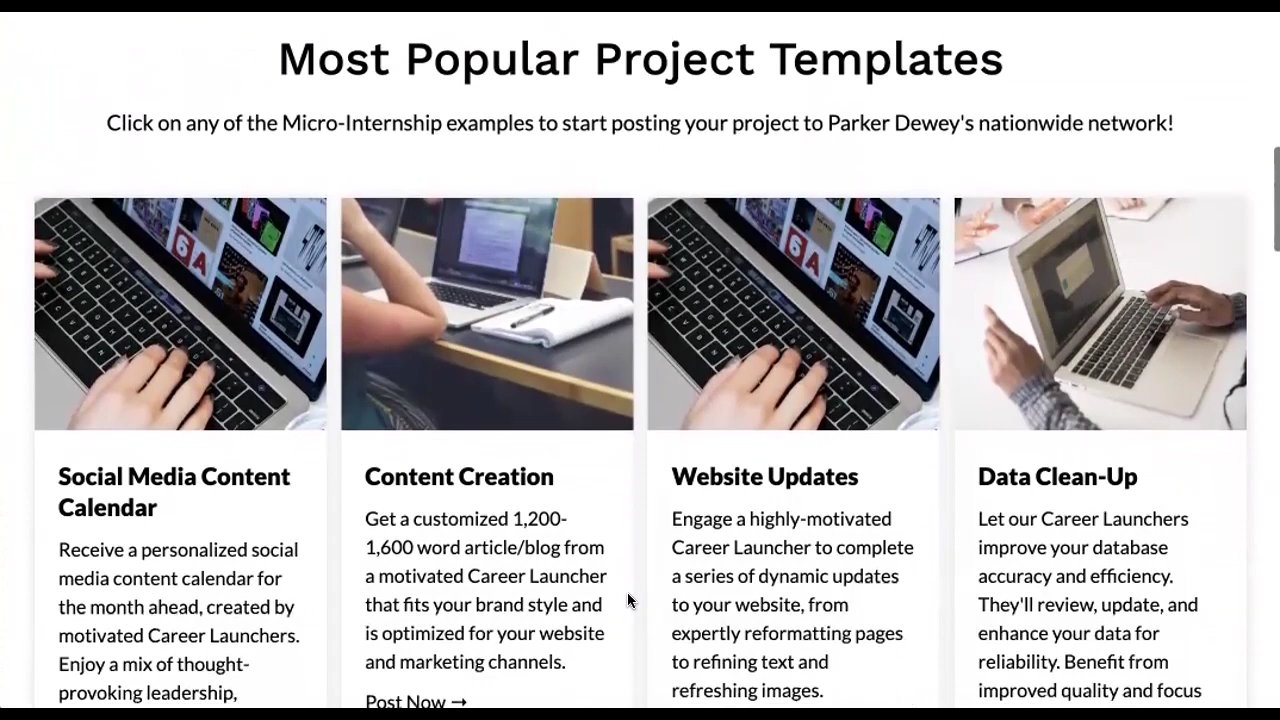 Most Popular Project Templates
Click on any of the Micro-Internship examples to start posting your project to Parker Dewey's nationwide network!
Social Media Content
Calendar
Receive a personalized social
media content calendar for
the month ahead, created by
motivated Career Launchers.
Enjoy a mix of thought-
provoking leadership,
Content Creation
Get a customized 1,200-
1,600 word article/blog from
a motivated Career Launcher
that fits your brand style and
is optimized for your website
and marketing channels.
Post Now →
Website Updates
Engage a highly-motivated
Career Launcher to complete
a series of dynamic updates
to your website, from
expertly reformatting pages
to refining text and
refreshing images.
Data Clean-Up
Let our Career Launchers
improve your database
accuracy and efficiency.
They'll review, update, and
enhance your data for
reliability. Benefit from
improved quality and focus